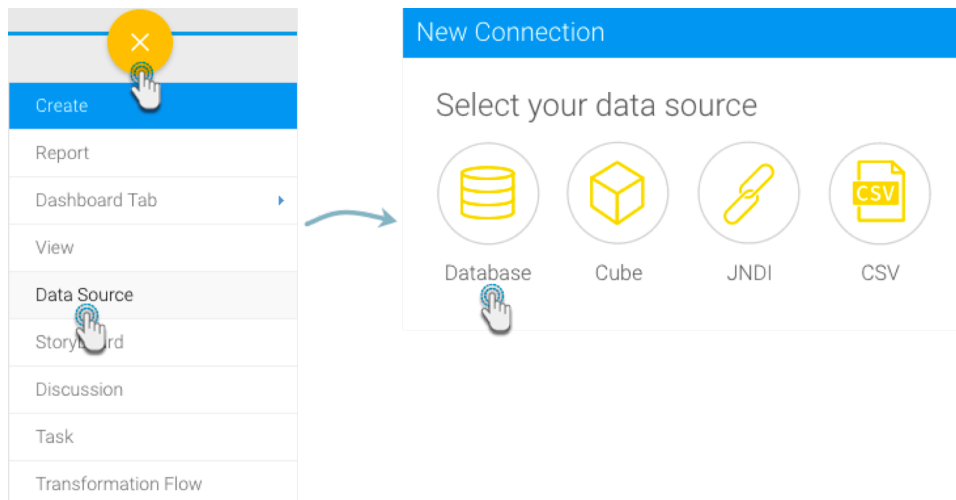 Create
Report
Dashboard Tab
View
Data Source
Storyboard
Discussion
Task
Transformation Flow
New Connection
Select your data source
Database
Cube
JNDI
CSV
CSV